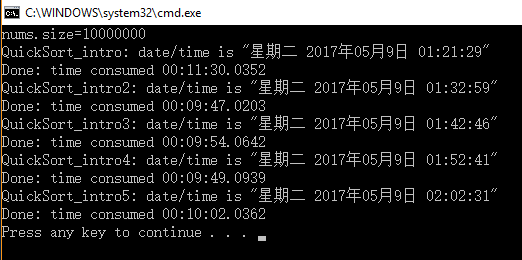 C:\WINDOWS\system32\cmd.exe
nums.size=10000000
QuickSort_intro: date/time is "星期二 2017年05月9日 01:21:29"
Done: time consumed 00:11:30.0352
QuickSort_intro2: date/time is "星期二 2017年05月9日 01:32:59"
Done: time consumed 00:09:47.0203
QuickSort_intro3: date/time is "星期二 2017年05月9日 01:42:46"
Done: time consumed 00:09:54.0642
QuickSort_intro4: date/time is "星期二 2017年05月9日 01:52:41"
Done: time consumed 00:09:49.0939
QuickSort_intro5: date/time is "星期二 2017年05月9日 02:02:31"
Done: time consumed 00:10:02.0362
Press any key to continue . . .